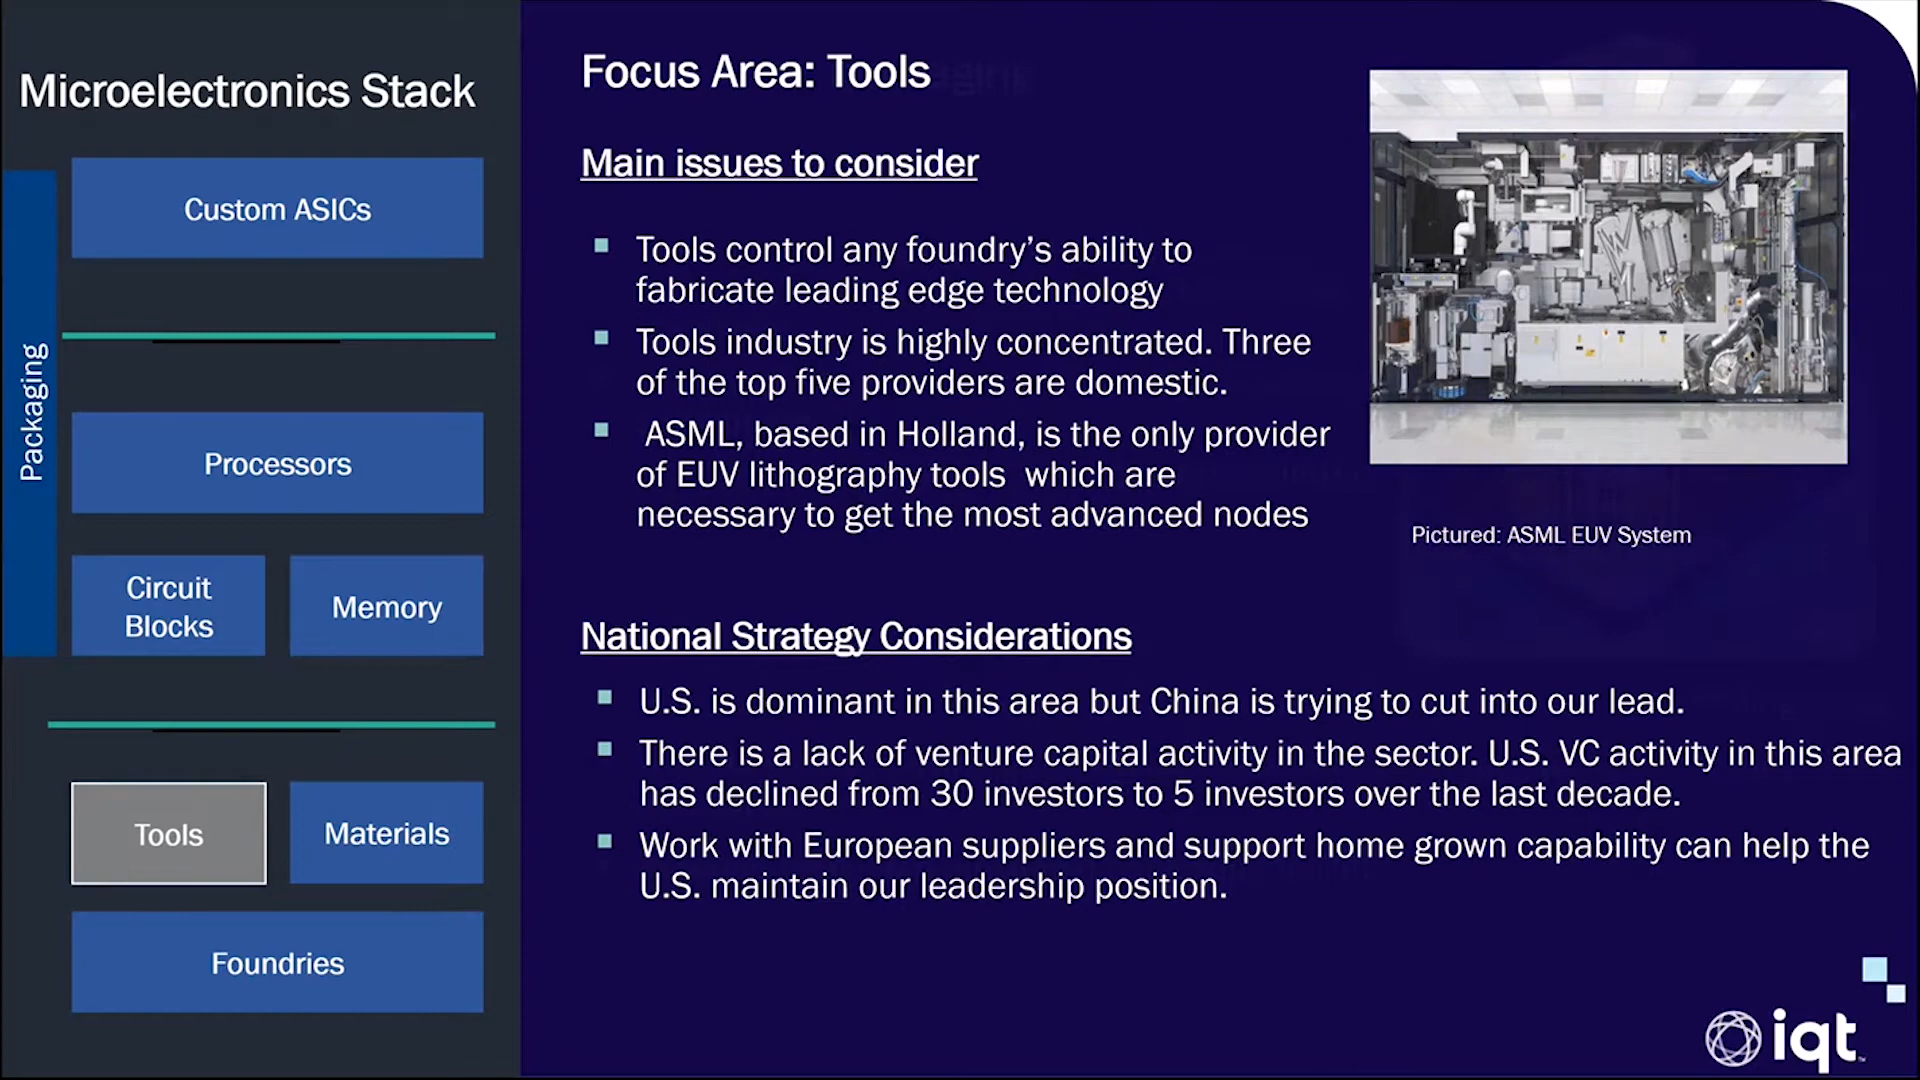 Microelectronics Stack
Custom ASICs
Packaging
Processors
Circuit
Blocks
Memory
Tools
Materials
Foundries
Focus Area: Tools
Main issues to consider
Tools control any foundry’s ability to
fabricate leading edge technology
Tools industry is highly concentrated. Three
of the top five providers are domestic.
ASML, based in Holland, is the only provider
of EUV lithography tools  which are
necessary to get the most advanced nodes
Pictured: ASML EUV System
National Strategy Considerations
U.S. is dominant in this area but China is trying to cut into our lead.
There is a lack of venture capital activity in the sector. U.S. VC activity in this area
has declined from 30 investors to 5 investors over the last decade.
Work with European suppliers and support home grown capability can help the
U.S. maintain our leadership position.
iqt